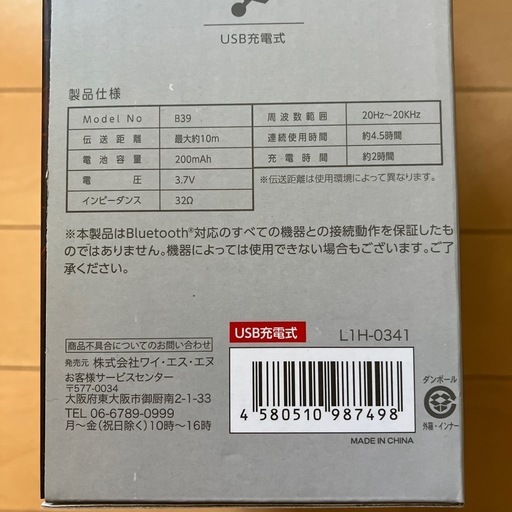 USB充電式
製品仕様
Model No B39
伝送距離 最大約10m
電池容量 200mAh
電圧 3.7V
インピーダンス 32Ω
周波数範囲 20Hz~20KHz
連続使用時間 約4.5時間
充電時間 約2時間
※伝送距離は使用環境によって異なります。
※本製品はBluetooth®対応のすべての機器との接続動作を保証したも
のではありません。機器によっては使用できない場合もございます。ご了
承ください。
USB充電式 L1H-0341
商品不具合についてのお問い合わせ
発売元 株式会社ワイ・エス・エヌ
お客様サービスセンター
〒577-0034
大阪府東大阪市御厨南2-1-33
TEL 06-6789-0999
月～金(祝日除く)10時～16時
4 580510 987498
MADE IN CHINA
ダンボール
外箱・インナー